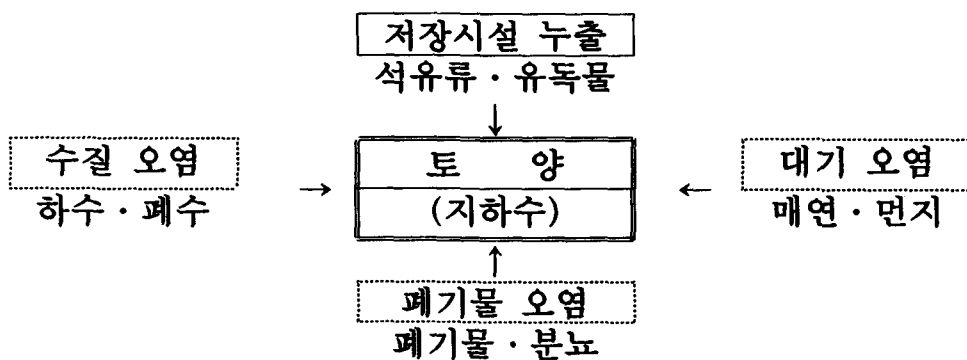 저장시설 누출
석유류·유독물
↓
수질 오염
하수·폐수
→
토 양
(지하수)
←
대기 오염
매연·먼지
↑
폐기물 오염
폐기물·분뇨